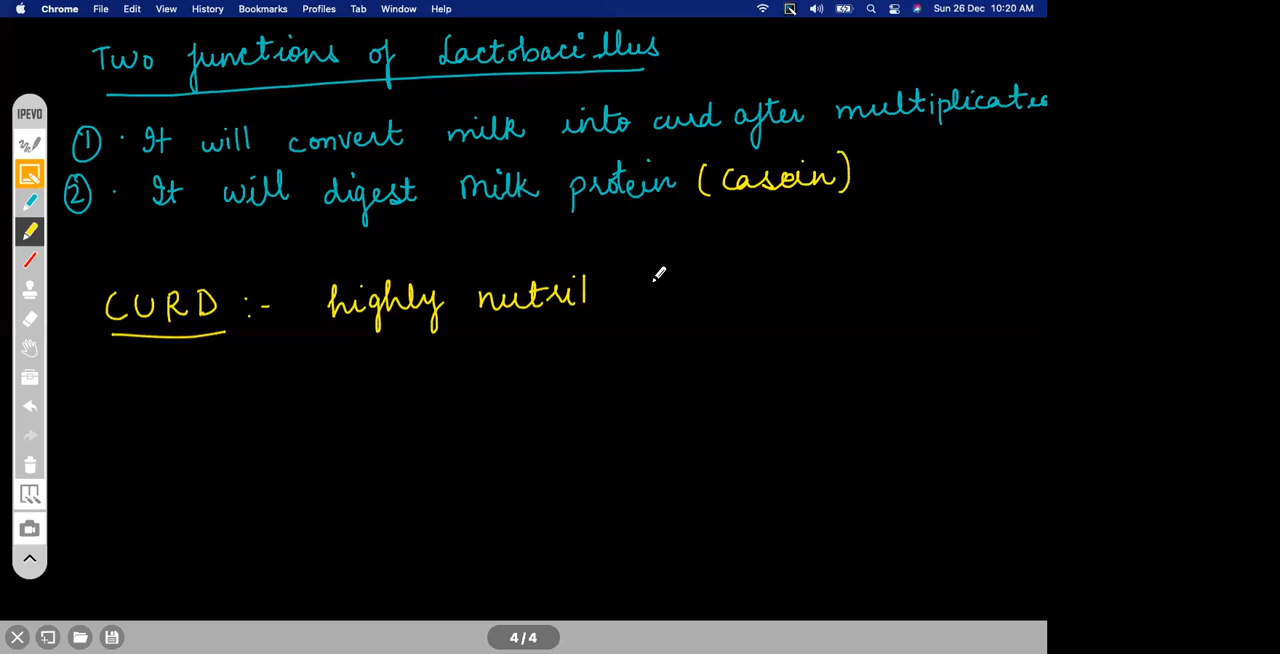 Chrome File Edit View History Bookmarks Profiles Tab Window Help Sun 26 Dec 10:20 AM
Two functions of Lactobacillus
IPEVO
① · It will convert milk into curd after multiplicatio
② · It will digest milk protein (casein)
CURD :- highly nutril
4/4